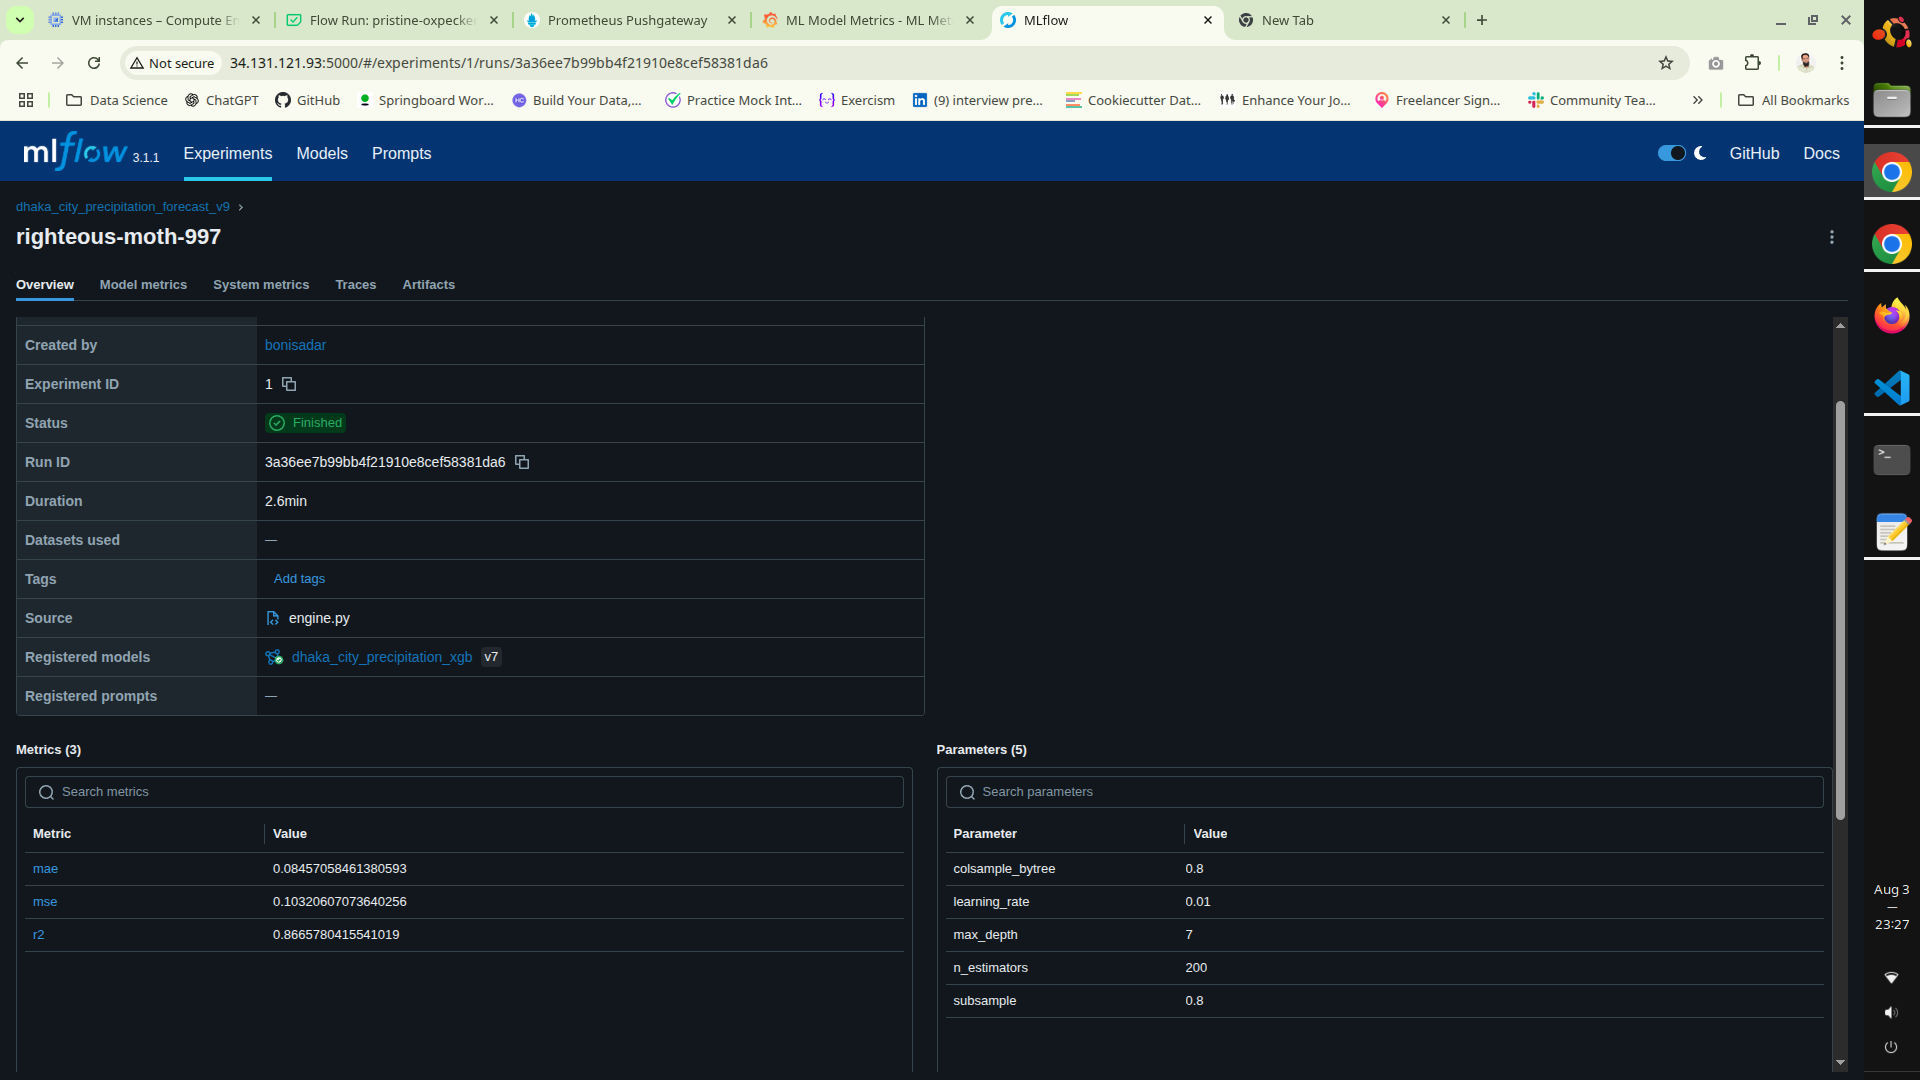 VM instances – Compute En
Flow Run: pristine-oxpecker
Prometheus Pushgateway
ML Model Metrics - ML Met
MLflow
New Tab
Not secure
34.131.121.93:5000/#/experiments/1/runs/3a36ee7b99bb4f21910e8cef58381da6
Data Science
ChatGPT
GitHub
Springboard Wor...
Build Your Data,...
Practice Mock Int...
Exercism
(9) interview pre...
Cookiecutter Dat...
Enhance Your Jo...
Freelancer Sign...
Community Tea...
All Bookmarks
mlflow 3.1.1
Experiments
Models
Prompts
GitHub
Docs
dhaka_city_precipitation_forecast_v9
righteous-moth-997
Overview
Model metrics
System metrics
Traces
Artifacts
Created by bonisadar
Experiment ID 1
Status Finished
Run ID 3a36ee7b99bb4f21910e8cef58381da6
Duration 2.6min
Datasets used —
Tags Add tags
Source engine.py
Registered models dhaka_city_precipitation_xgb v7
Registered prompts —
Metrics (3)
Search metrics
Metric Value
mae 0.08457058461380593
mse 0.10320607073640256
r2 0.8665780415541019
Parameters (5)
Search parameters
Parameter Value
colsample_bytree 0.8
learning_rate 0.01
max_depth 7
n_estimators 200
subsample 0.8
Aug 3
—
23:27